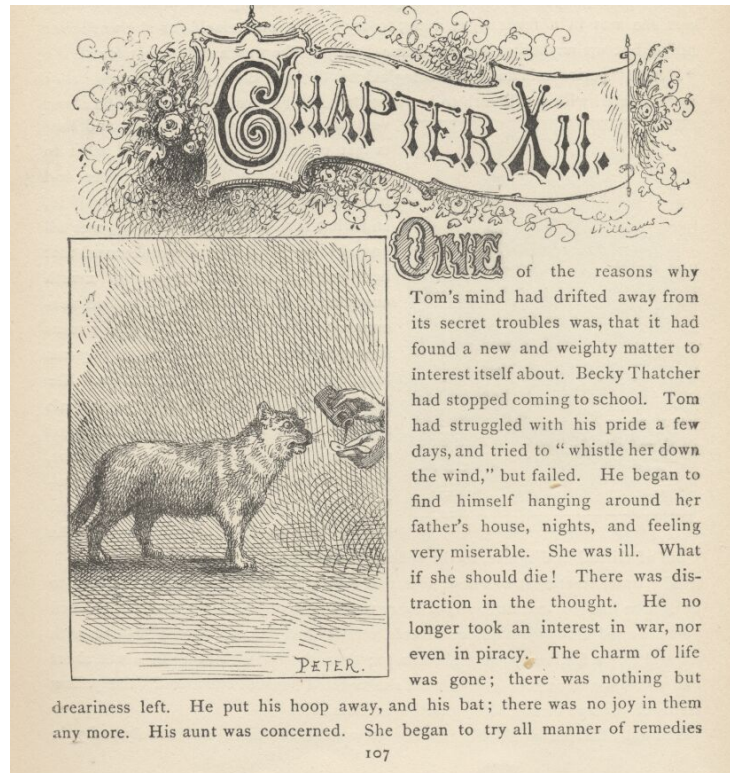 CHAPTER XII.
Williams
ONE of the reasons why
Tom's mind had drifted away from
its secret troubles was, that it had
found a new and weighty matter to
interest itself about. Becky Thatcher
had stopped coming to school. Tom
had struggled with his pride a few
days, and tried to "whistle her down
the wind," but failed. He began to
find himself hanging around her
father's house, nights, and feeling
very miserable. She was ill. What
if she should die! There was dis-
traction in the thought. He no
longer took an interest in war, nor
even in piracy. The charm of life
was gone; there was nothing but
PETER.
dreariness left. He put his hoop away, and his bat; there was no joy in them
any more. His aunt was concerned. She began to try all manner of remedies
107